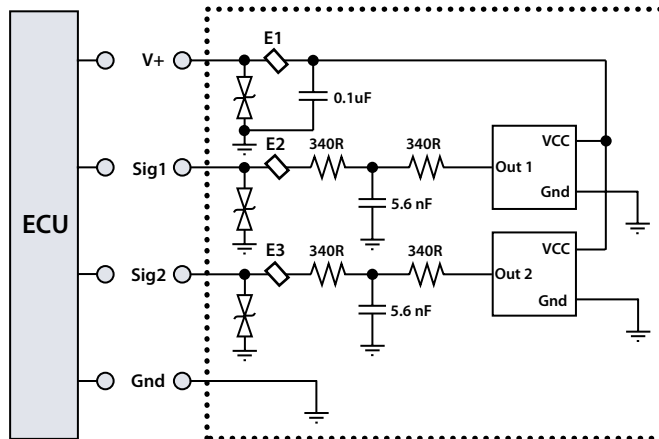 ECU
V+
E1
0.1uF
Sig1
E2
340R
340R
5.6 nF
Out 1
VCC
Gnd
Sig2
E3
340R
340R
5.6 nF
Out 2
VCC
Gnd
Gnd